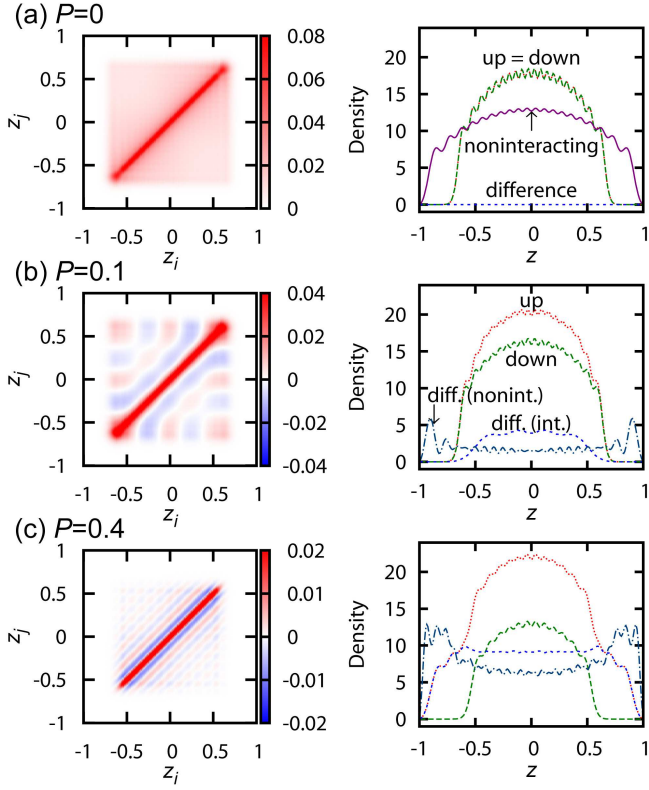 (a) P=0
1
0.5
0
-0.5
-1
z_j
-1 -0.5 0 0.5 1
z_i
0.08
0.06
0.04
0.02
0
Density
20
15
10
5
0
up = down
noninteracting
difference
-1 -0.5 0 0.5 1
z
(b) P=0.1
1
0.5
0
-0.5
-1
z_j
-1 -0.5 0 0.5 1
z_i
0.04
0.02
0
-0.02
-0.04
Density
20
15
10
5
0
up
down
diff. (nonint.)
diff. (int.)
-1 -0.5 0 0.5 1
z
(c) P=0.4
1
0.5
0
-0.5
-1
z_j
-1 -0.5 0 0.5 1
z_i
0.02
0.01
0
-0.01
-0.02
Density
20
15
10
5
0
-1 -0.5 0 0.5 1
z